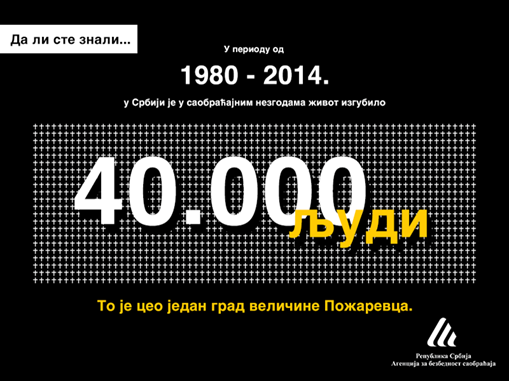 Да ли сте знали...
У периоду од
1980 - 2014.
у Србији је у саобраћајним незгодама живот изгубило
40.000
људи
То је цео један град величине Пожаревца.
Република Србија
Агенција за безбедност саобраћаја